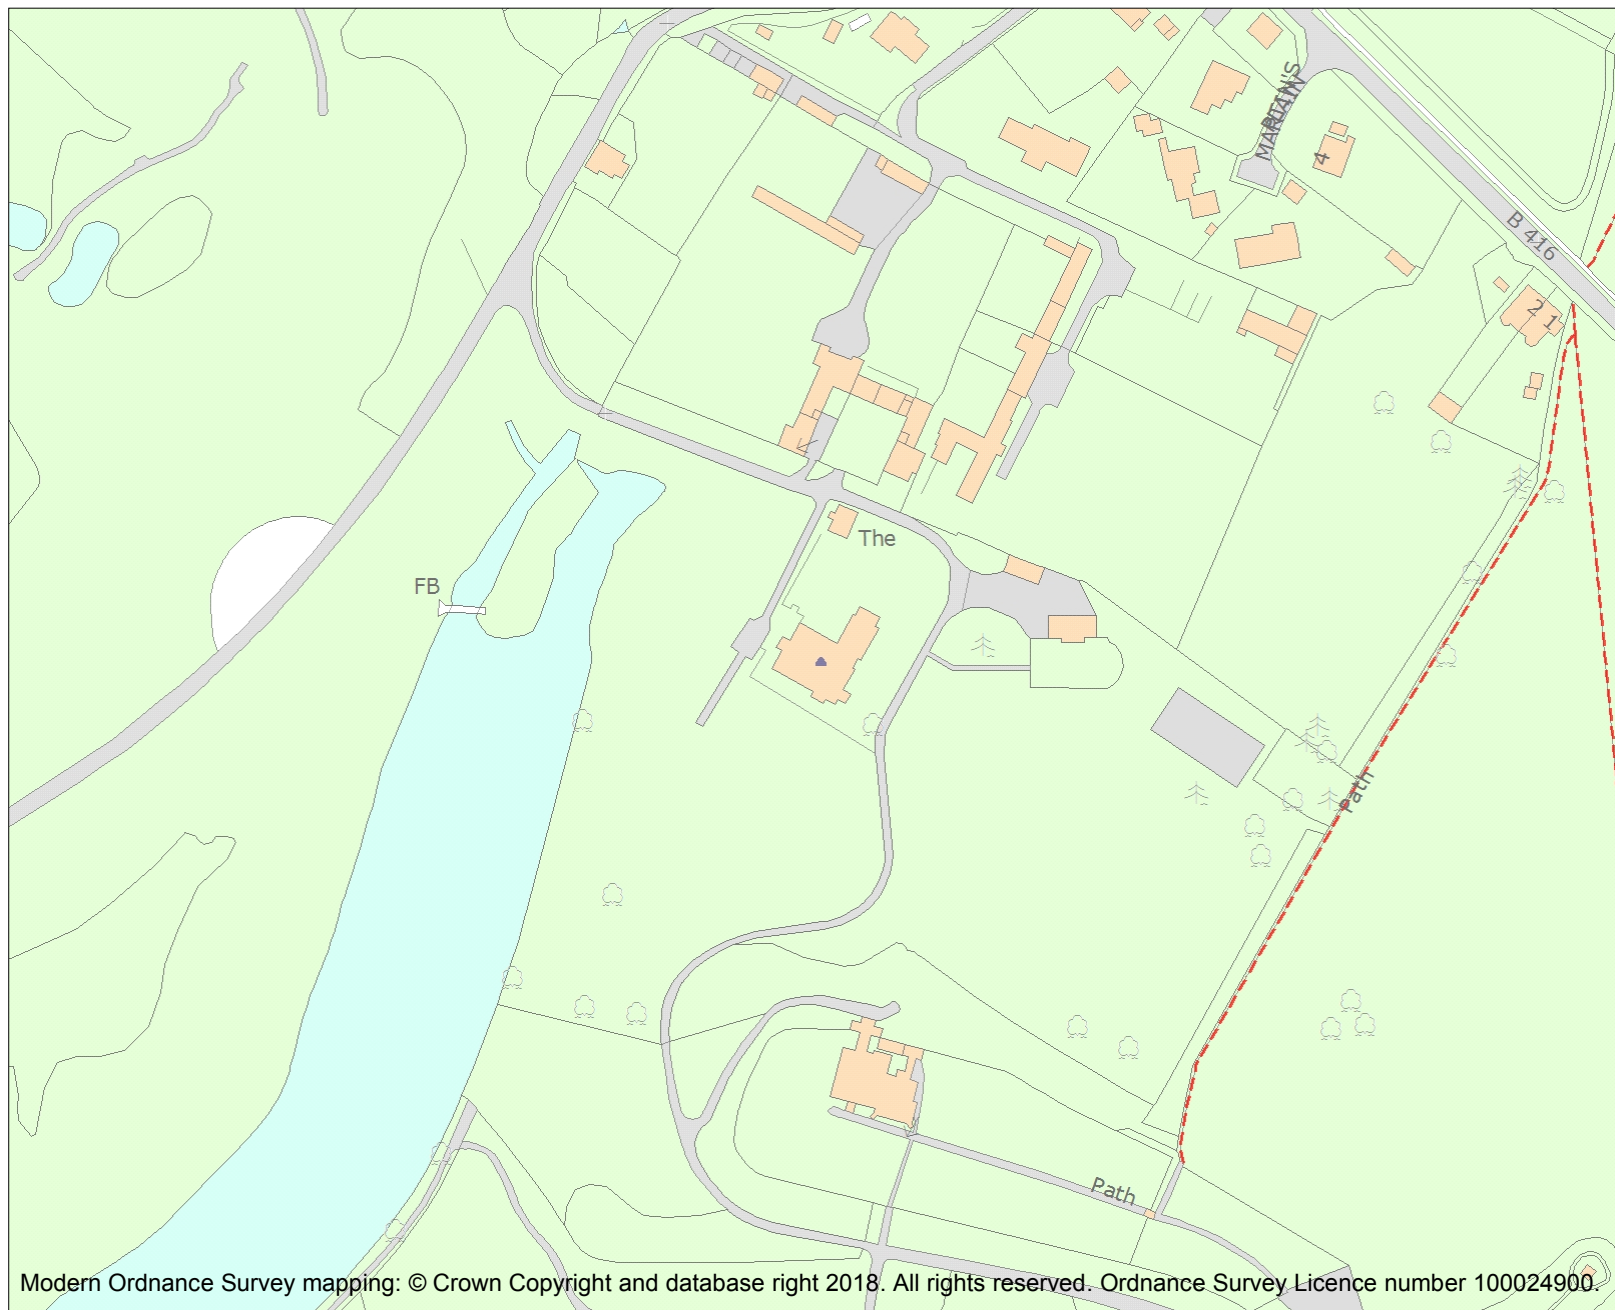 MARTIN'S
PLAIN
4
B 416
2 1
The
FB
Path
Path
Modern Ordnance Survey mapping: © Crown Copyright and database right 2018. All rights reserved. Ordnance Survey Licence number 100024900.